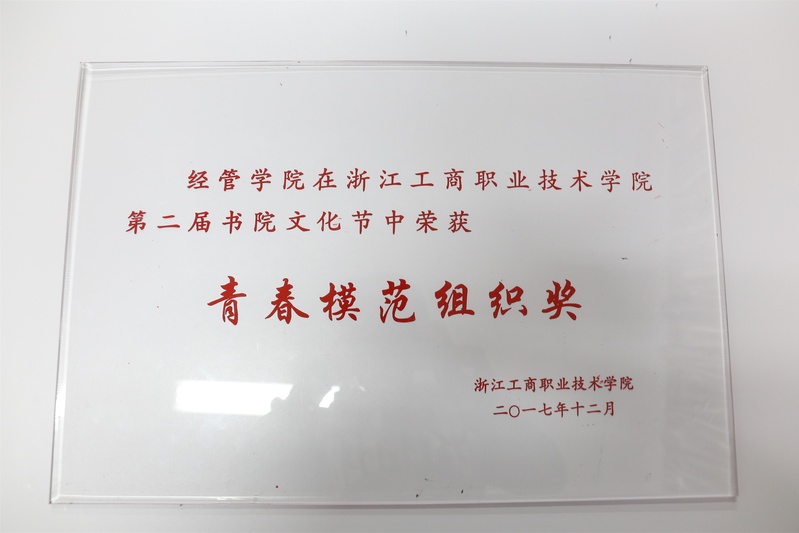 经管学院在浙江工商职业技术学院
第二届书院文化节中荣获
青春模范组织奖
浙江工商职业技术学院
二〇一七年十二月